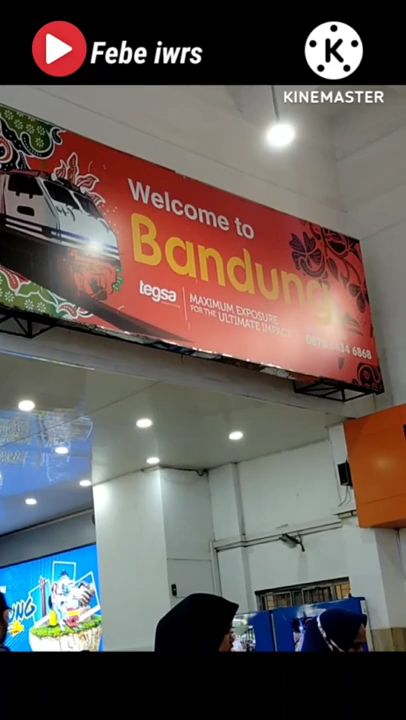 Febe iwrs
KINEMASTER
Welcome to
Bandung
tegsa
MAXIMUM EXPOSURE
FOR THE ULTIMATE IMPACT